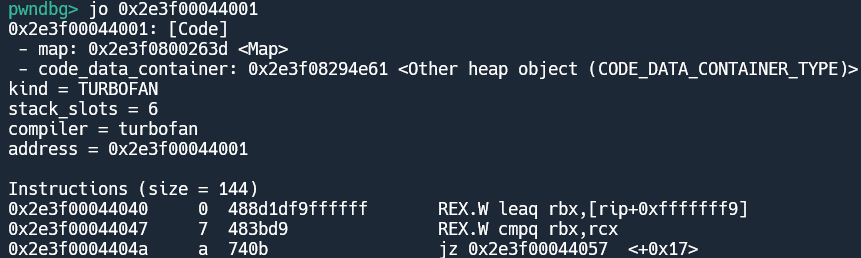 pwndbg> jo 0x2e3f00044001
0x2e3f00044001: [Code]
 - map: 0x2e3f0800263d <Map>
 - code_data_container: 0x2e3f08294e61 <Other heap object (CODE_DATA_CONTAINER_TYPE)>
kind = TURBOFAN
stack_slots = 6
compiler = turbofan
address = 0x2e3f00044001

Instructions (size = 144)
0x2e3f00044040     0  488d1df9ffffff       REX.W leaq rbx,[rip+0xfffffff9]
0x2e3f00044047     7  483bd9               REX.W cmpq rbx,rcx
0x2e3f0004404a     a  740b                 jz 0x2e3f00044057  <+0x17>